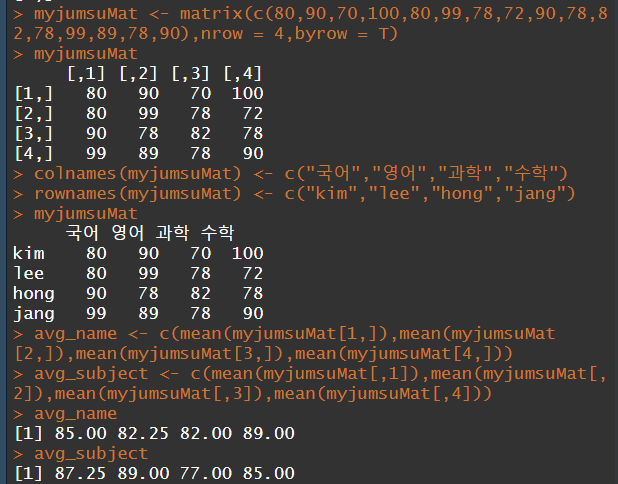 > myjumsuMat <- matrix(c(80,90,70,100,80,99,78,72,90,78,8
2,78,99,89,78,90),nrow = 4,byrow = T)
> myjumsuMat
[,1] [,2] [,3] [,4]
[1,] 80 90 70 100
[2,] 80 99 78 72
[3,] 90 78 82 78
[4,] 99 89 78 90
> colnames(myjumsuMat) <- c("국어","영어","과학","수학")
> rownames(myjumsuMat) <- c("kim","lee","hong","jang")
> myjumsuMat
국어 영어 과학 수학
kim 80 90 70 100
lee 80 99 78 72
hong 90 78 82 78
jang 99 89 78 90
> avg_name <- c(mean(myjumsuMat[1,]),mean(myjumsuMat
[2,]),mean(myjumsuMat[3,]),mean(myjumsuMat[4,]))
> avg_subject <- c(mean(myjumsuMat[,1]),mean(myjumsuMat[,
2]),mean(myjumsuMat[,3]),mean(myjumsuMat[,4]))
> avg_name
[1] 85.00 82.25 82.00 89.00
> avg_subject
[1] 87.25 89.00 77.00 85.00